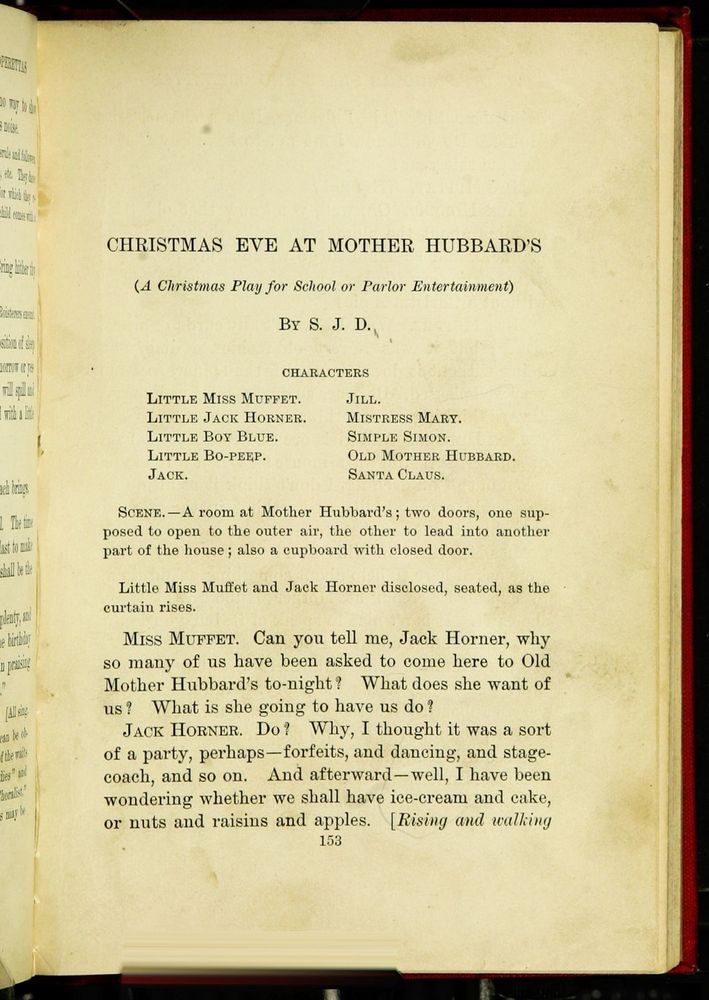 CHRISTMAS EVE AT MOTHER HUBBARD'S
(A Christmas Play for School or Parlor Entertainment)
BY S. J. D.
CHARACTERS
LITTLE MISS MUFFET. JILL.
LITTLE JACK HORNER. MISTRESS MARY.
LITTLE BOY BLUE. SIMPLE SIMON.
LITTLE BO-PEEP. OLD MOTHER HUBBARD.
JACK. SANTA CLAUS.
SCENE.—A room at Mother Hubbard's; two doors, one sup-
posed to open to the outer air, the other to lead into another
part of the house; also a cupboard with closed door.
Little Miss Muffet and Jack Horner disclosed, seated, as the
curtain rises.
MISS MUFFET. Can you tell me, Jack Horner, why
so many of us have been asked to come here to Old
Mother Hubbard's to-night? What does she want of
us? What is she going to have us do?
JACK HORNER. Do? Why, I thought it was a sort
of a party, perhaps—forfeits, and dancing, and stage-
coach, and so on. And afterward—well, I have been
wondering whether we shall have ice-cream and cake,
or nuts and raisins and apples. [Rising and walking
153